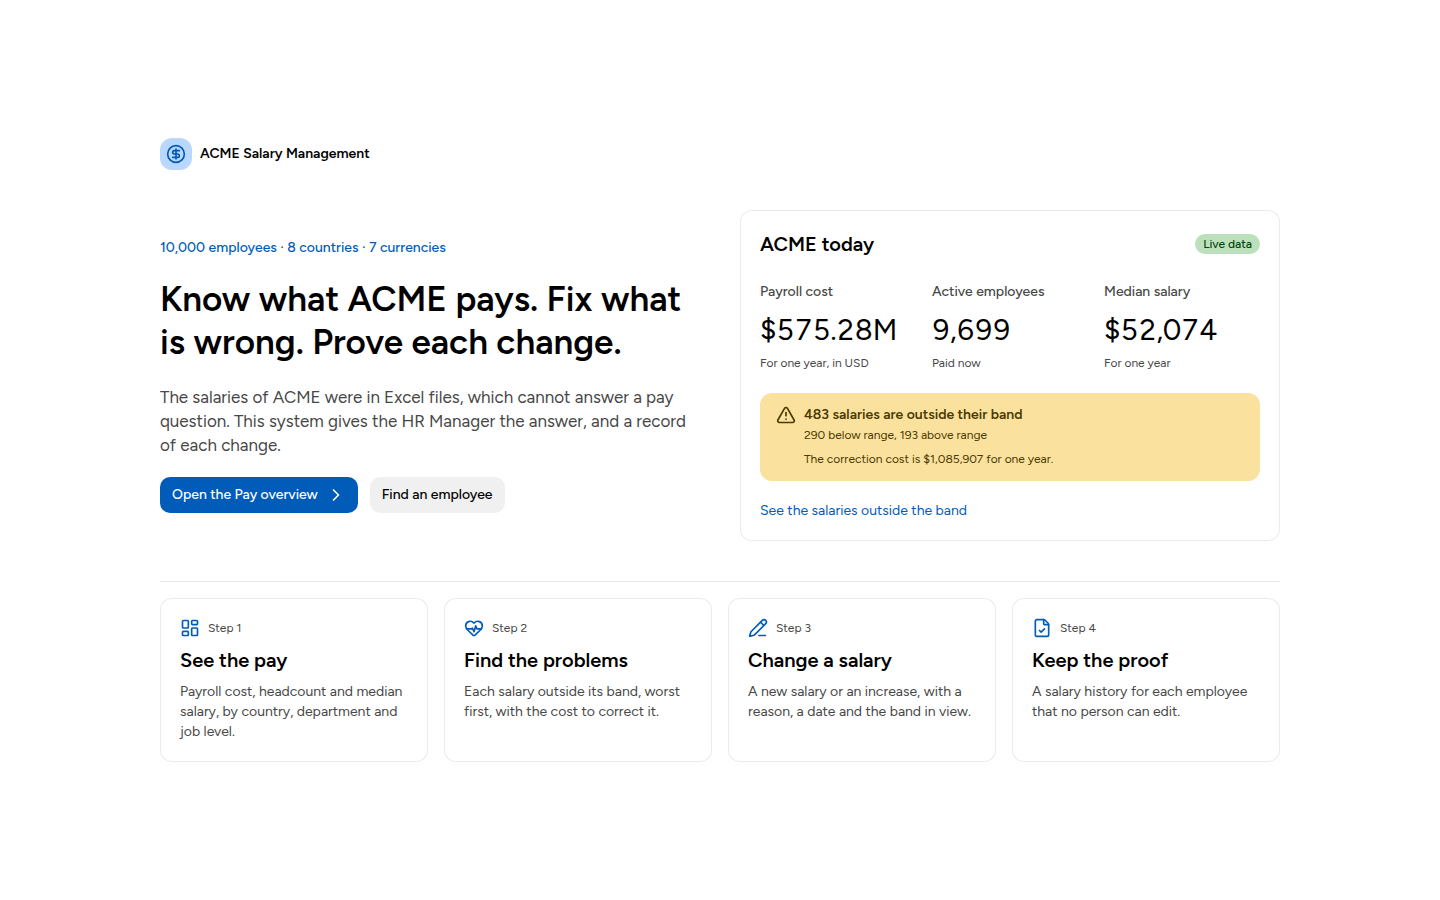 ACME Salary Management
10,000 employees · 8 countries · 7 currencies
Know what ACME pays. Fix what
is wrong. Prove each change.
The salaries of ACME were in Excel files, which cannot answer a pay
question. This system gives the HR Manager the answer, and a record
of each change.
Open the Pay overview
Find an employee
ACME today
Live data
Payroll cost
$575.28M
For one year, in USD
Active employees
9,699
Paid now
Median salary
$52,074
For one year
483 salaries are outside their band
290 below range, 193 above range
The correction cost is $1,085,907 for one year.
See the salaries outside the band
Step 1
See the pay
Payroll cost, headcount and median
salary, by country, department and
job level.
Step 2
Find the problems
Each salary outside its band, worst
first, with the cost to correct it.
Step 3
Change a salary
A new salary or an increase, with a
reason, a date and the band in view.
Step 4
Keep the proof
A salary history for each employee
that no person can edit.